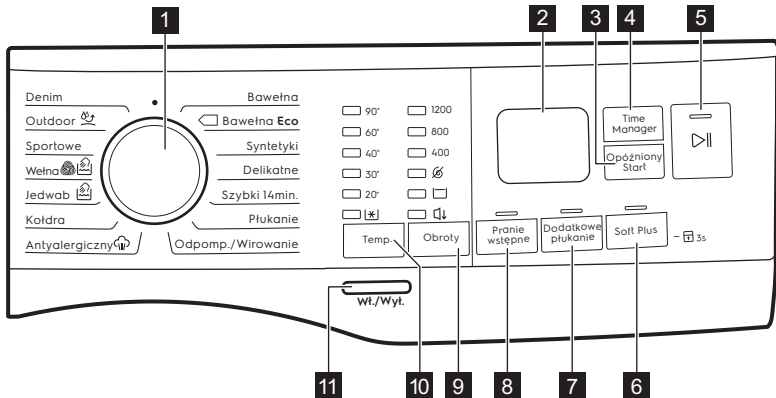 1
2
3
4
5
Denim
Outdoor
Sportowe
Wełna
Jedwab
Kołdra
Antyalergiczny
Bawełna
Bawełna Eco
Syntetyki
Delikatne
Szybki 14min.
Płukanie
Odpomp./Wirowanie
90°
60°
40°
30°
20°
1200
800
400
Temp.
Obroty
Time
Manager
Opóźniony
Start
Pranie
wstępne
Dodatkowe
płukanie
Soft Plus
3s
Wł./Wył.
11
10
9
8
7
6